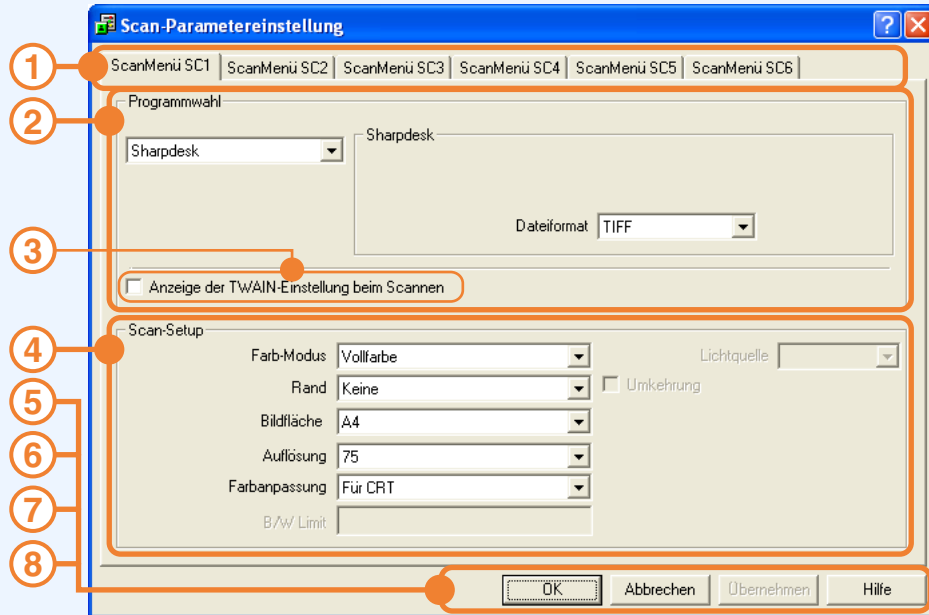 Scan-Parametereinstellung
1
ScanMenü SC1 ScanMenü SC2 ScanMenü SC3 ScanMenü SC4 ScanMenü SC5 ScanMenü SC6
2
Programmwahl
Sharpdesk
Sharpdesk
Dateiformat TIFF
3
Anzeige der TWAIN-Einstellung beim Scannen
Scan-Setup
4
Farb-Modus Vollfarbe
Lichtquelle
Rand Keine
Umkehrung
5
Bildfläche A4
6
Auflösung 75
Farbanpassung Für CRT
7
B/W Limit
8
OK Abbrechen Übernehmen Hilfe